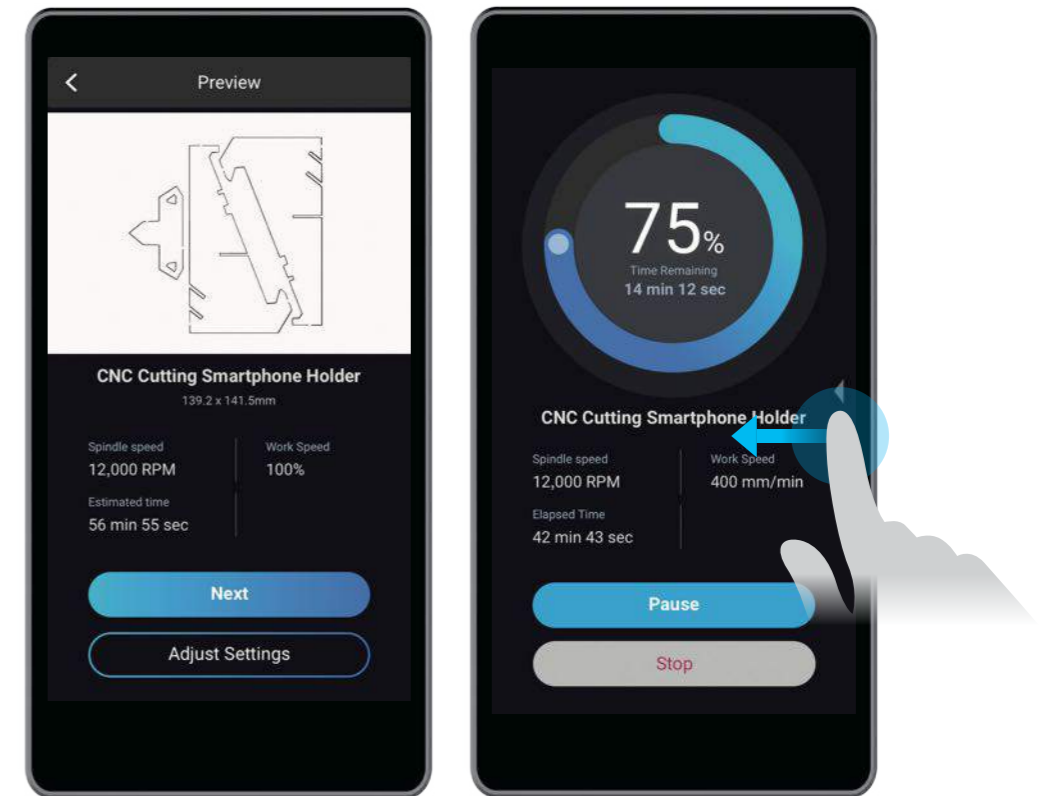 Preview
CNC Cutting Smartphone Holder
139.2 x 141.5mm
Spindle speed
12,000 RPM
Work Speed
100%
Estimated time
56 min 55 sec
Next
Adjust Settings
75%
Time Remaining
14 min 12 sec
CNC Cutting Smartphone Holder
Spindle speed
12,000 RPM
Work Speed
400 mm/min
Elapsed Time
42 min 43 sec
Pause
Stop